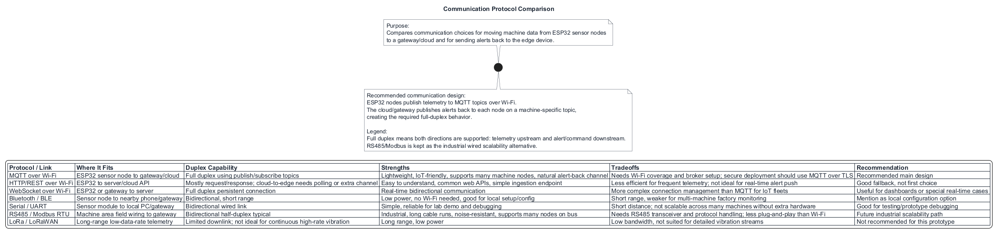 Communication Protocol Comparison
Purpose:
Compares communication choices for moving machine data from ESP32 sensor nodes
to a gateway/cloud and for sending alerts back to the edge device.
Recommended communication design:
ESP32 nodes publish telemetry to MQTT topics over Wi-Fi.
The cloud/gateway publishes alerts back to each node on a machine-specific topic,
creating the required full-duplex behavior.
Legend:
Full duplex means both directions are supported: telemetry upstream and alert/command downstream.
RS485/Modbus is kept as the industrial wired scalability alternative.
Protocol / Link Where It Fits Duplex Capability Strengths Tradeoffs Recommendation
MQTT over Wi-Fi ESP32 sensor node to gateway/cloud Full duplex using publish/subscribe topics Lightweight, IoT-friendly, supports many machine nodes, natural alert-back channel Needs Wi-Fi coverage and broker setup; secure deployment should use MQTT over TLS Recommended main design
HTTP/REST over Wi-Fi ESP32 to server/cloud API Mostly request/response; cloud-to-edge needs polling or extra channel Easy to understand, common web APIs, simple ingestion endpoint Less efficient for frequent telemetry; not ideal for real-time alert push Good fallback, not first choice
WebSocket over Wi-Fi ESP32 or gateway to server Full duplex persistent connection Real-time bidirectional communication More complex connection management than MQTT for IoT fleets Useful for dashboards or special real-time cases
Bluetooth / BLE Sensor node to nearby phone/gateway Bidirectional, short range Low power, no Wi-Fi needed, good for local setup/config Short range, weaker for multi-machine factory monitoring Mention as local configuration option
Serial / UART Sensor module to local PC/gateway Bidirectional wired link Simple, reliable for lab demo and debugging Short distance; not scalable across many machines without extra hardware Good for testing/prototype debugging
RS485 / Modbus RTU Machine area field wiring to gateway Bidirectional half-duplex typical Industrial, long cable runs, noise-resistant, supports many nodes on bus Needs RS485 transceiver and protocol handling; less plug-and-play than Wi-Fi Future industrial scalability path
LoRa / LoRaWAN Long-range low-data-rate telemetry Limited downlink; not ideal for continuous high-rate vibration Long range, low power Low bandwidth, not suited for detailed vibration streams Not recommended for this prototype